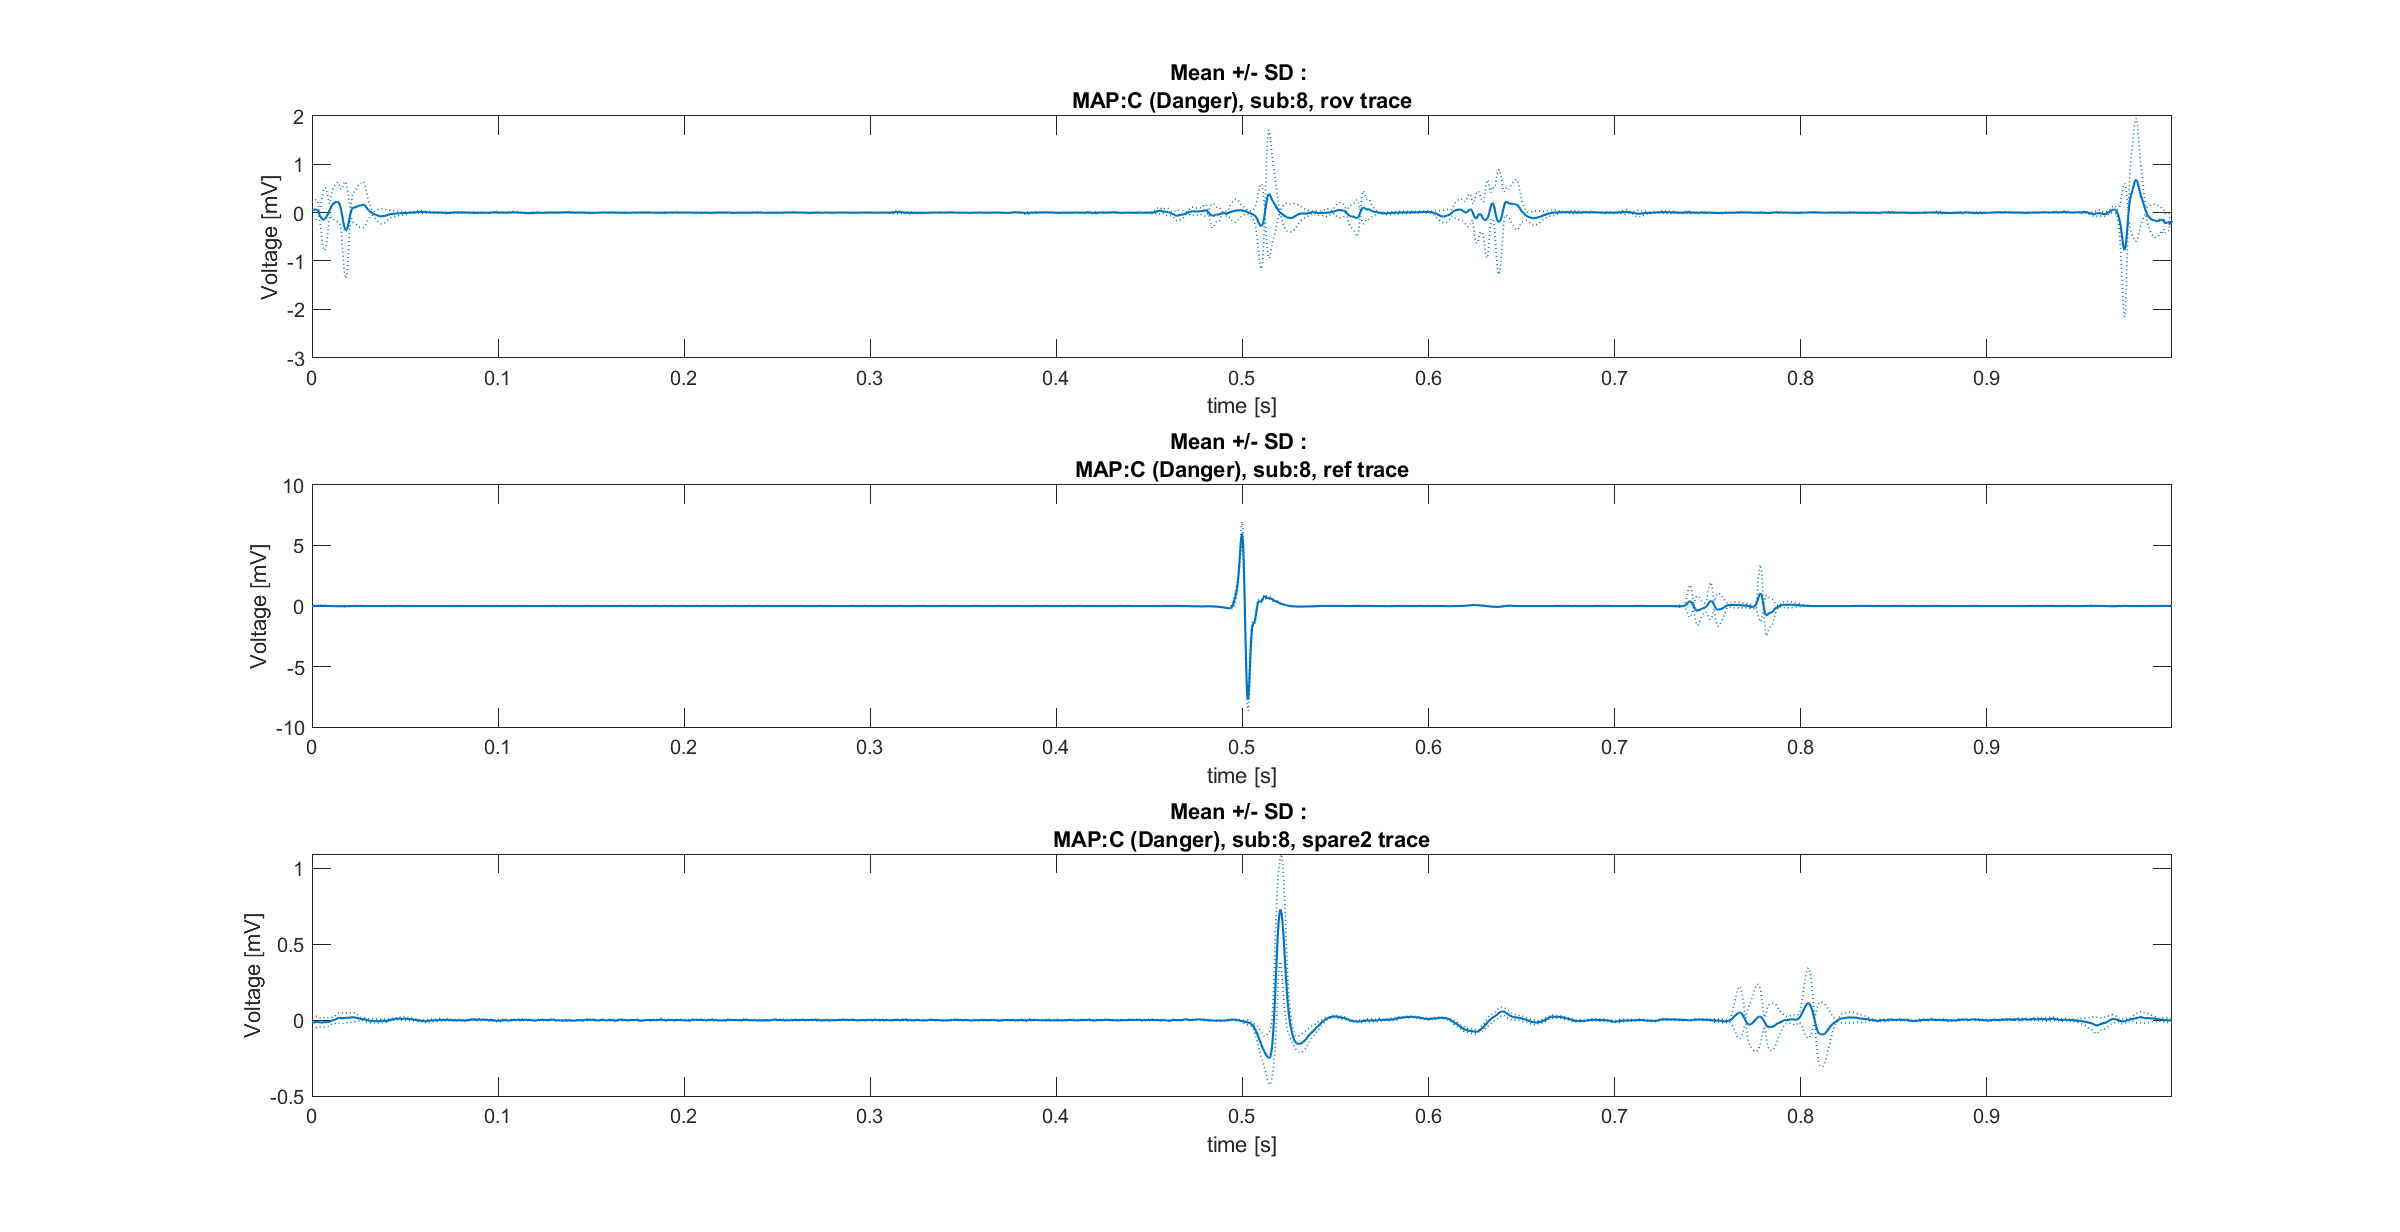 Mean +/- SD :
MAP:C (Danger), sub:8, rov trace
2
1
0
-1
-2
-3
Voltage [mV]
0 0.1 0.2 0.3 0.4 0.5 0.6 0.7 0.8 0.9
time [s]
Mean +/- SD :
MAP:C (Danger), sub:8, ref trace
10
5
0
-5
-10
Voltage [mV]
0 0.1 0.2 0.3 0.4 0.5 0.6 0.7 0.8 0.9
time [s]
Mean +/- SD :
MAP:C (Danger), sub:8, spare2 trace
1
0.5
0
-0.5
Voltage [mV]
0 0.1 0.2 0.3 0.4 0.5 0.6 0.7 0.8 0.9
time [s]